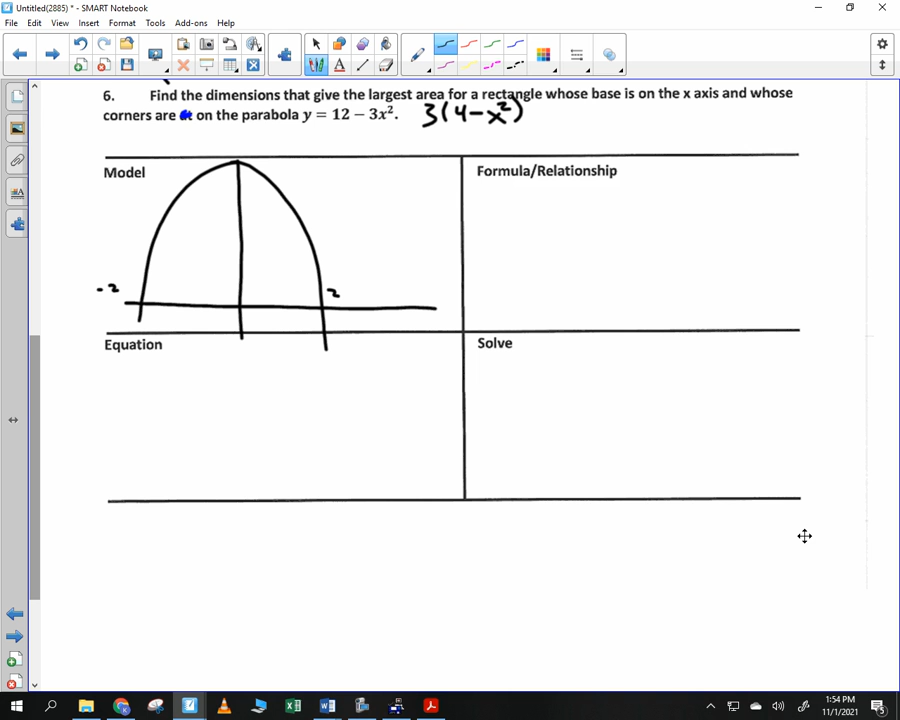 Untitled(2885) * - SMART Notebook
File Edit View Insert Format Tools Add-ons Help
6. Find the dimensions that give the largest area for a rectangle whose base is on the x axis and whose
corners are on the parabola y = 12 − 3x². 3(4-x²)
Model
Formula/Relationship
-2
2
Equation
Solve
1:54 PM
11/1/2021
5